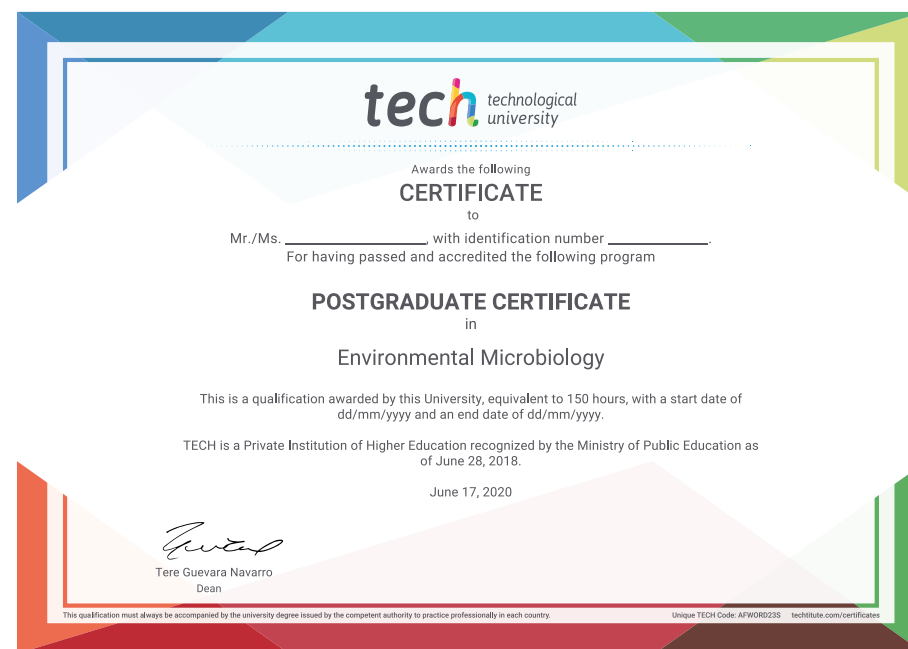 tech technological
university
Awards the following
CERTIFICATE
to
Mr./Ms. ____________________, with identification number ______________.
For having passed and accredited the following program
POSTGRADUATE CERTIFICATE
in
Environmental Microbiology
This is a qualification awarded by this University, equivalent to 150 hours, with a start date of
dd/mm/yyyy and an end date of dd/mm/yyyy.
TECH is a Private Institution of Higher Education recognized by the Ministry of Public Education as
of June 28, 2018.
June 17, 2020
Tere Guevara Navarro
Dean
This qualification must always be accompanied by the university degree issued by the competent authority to practice professionally in each country. Unique TECH Code: AFWORD23S techtitute.com/certificates